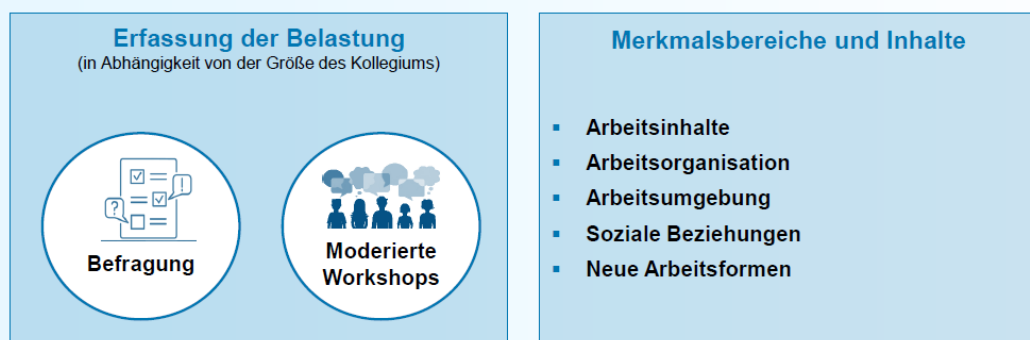 Erfassung der Belastung
(in Abhängigkeit von der Größe des Kollegiums)
?
!
Befragung
Moderierte
Workshops
Merkmalsbereiche und Inhalte
▪ Arbeitsinhalte
▪ Arbeitsorganisation
▪ Arbeitsumgebung
▪ Soziale Beziehungen
▪ Neue Arbeitsformen